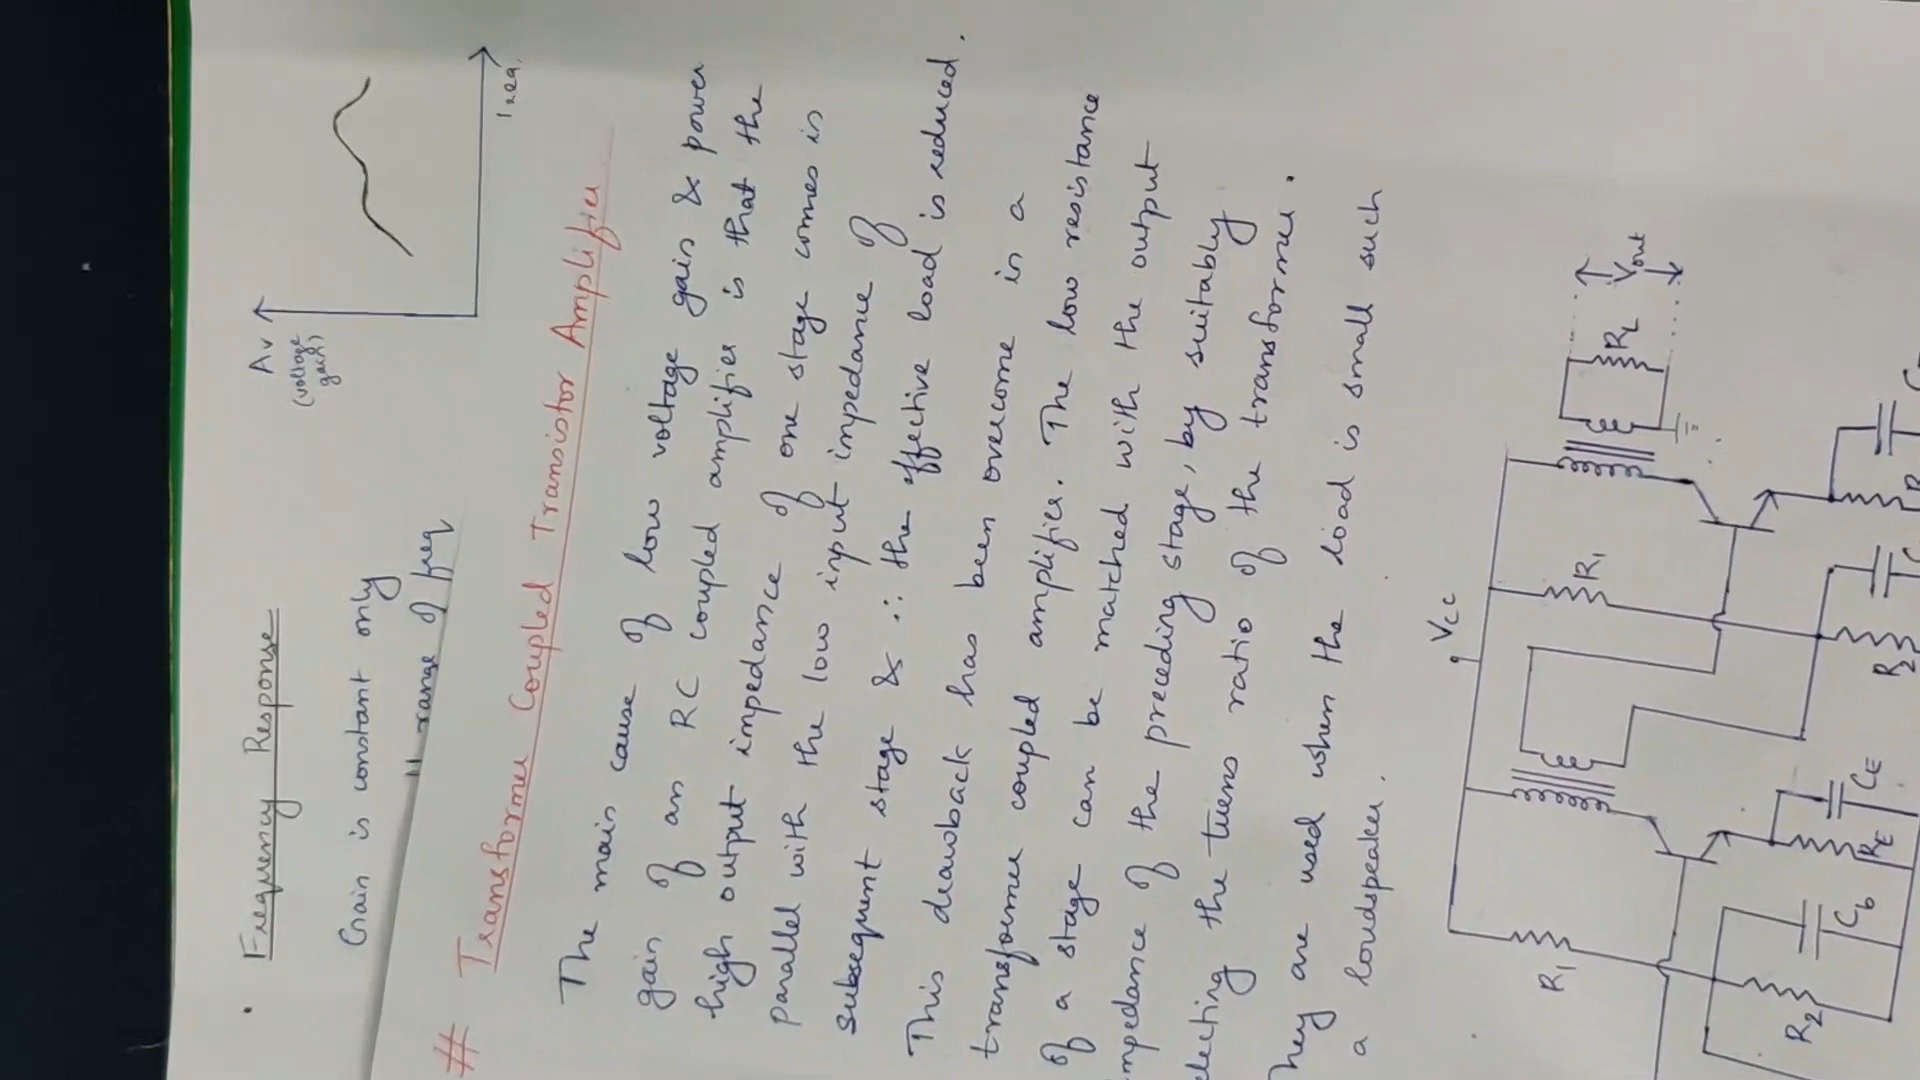 • Frequency Response
Gain is constant only
range of freq
Av
(voltage
gain)
freq.
# Transformer Coupled Transistor Amplifier
The main cause of low voltage gain & power
gain of an RC coupled amplifier is that the
high output impedance of one stage comes in
parallel with the low input impedance of
subsequent stage & ∴ the effective load is reduced.
This drawback has been overcome in a
transformer coupled amplifier. The low resistance
of a stage can be matched with the output
mpedance of the preceding stage, by suitably
electing the turns ratio of the transformer.
They are used when the load is small such
a loudspeaker.
Vcc
R1
R1
RL
Vout
R2
Cb
RE
CE
R2
C
R
C